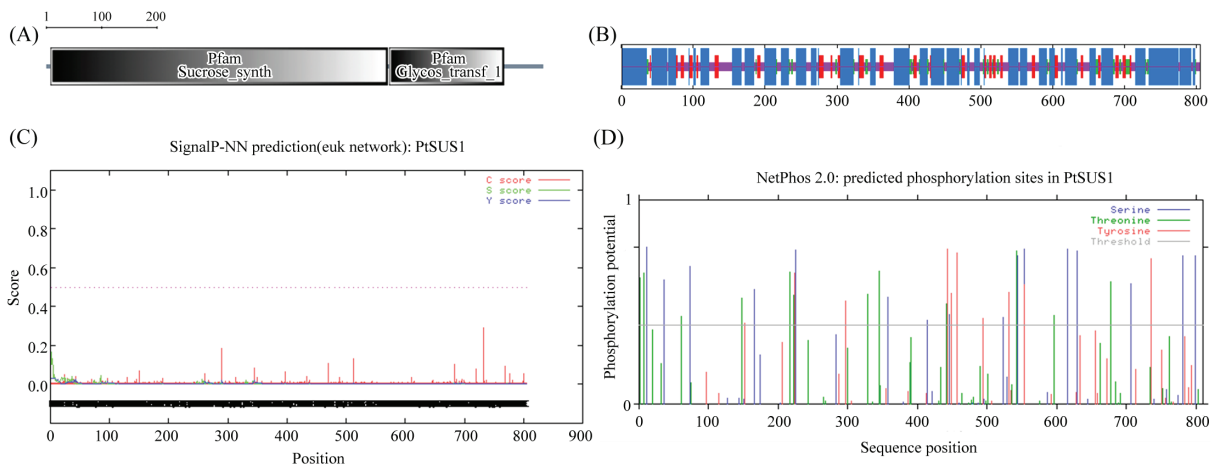 (A)
1 100 200
Pfam
Sucrose_synth
Pfam
Glycos_transf_1
(B)
0 100 200 300 400 500 600 700 800
(C)
SignalP-NN prediction(euk network): PtSUS1
C score
S score
Y score
1.0
0.8
0.6
0.4
0.2
0.0
Score
0 100 200 300 400 500 600 700 800 900
Position
(D)
NetPhos 2.0: predicted phosphorylation sites in PtSUS1
1
Serine
Threonine
Tyrosine
Threshold
Phosphorylation potential
0
0 100 200 300 400 500 600 700 800
Sequence position